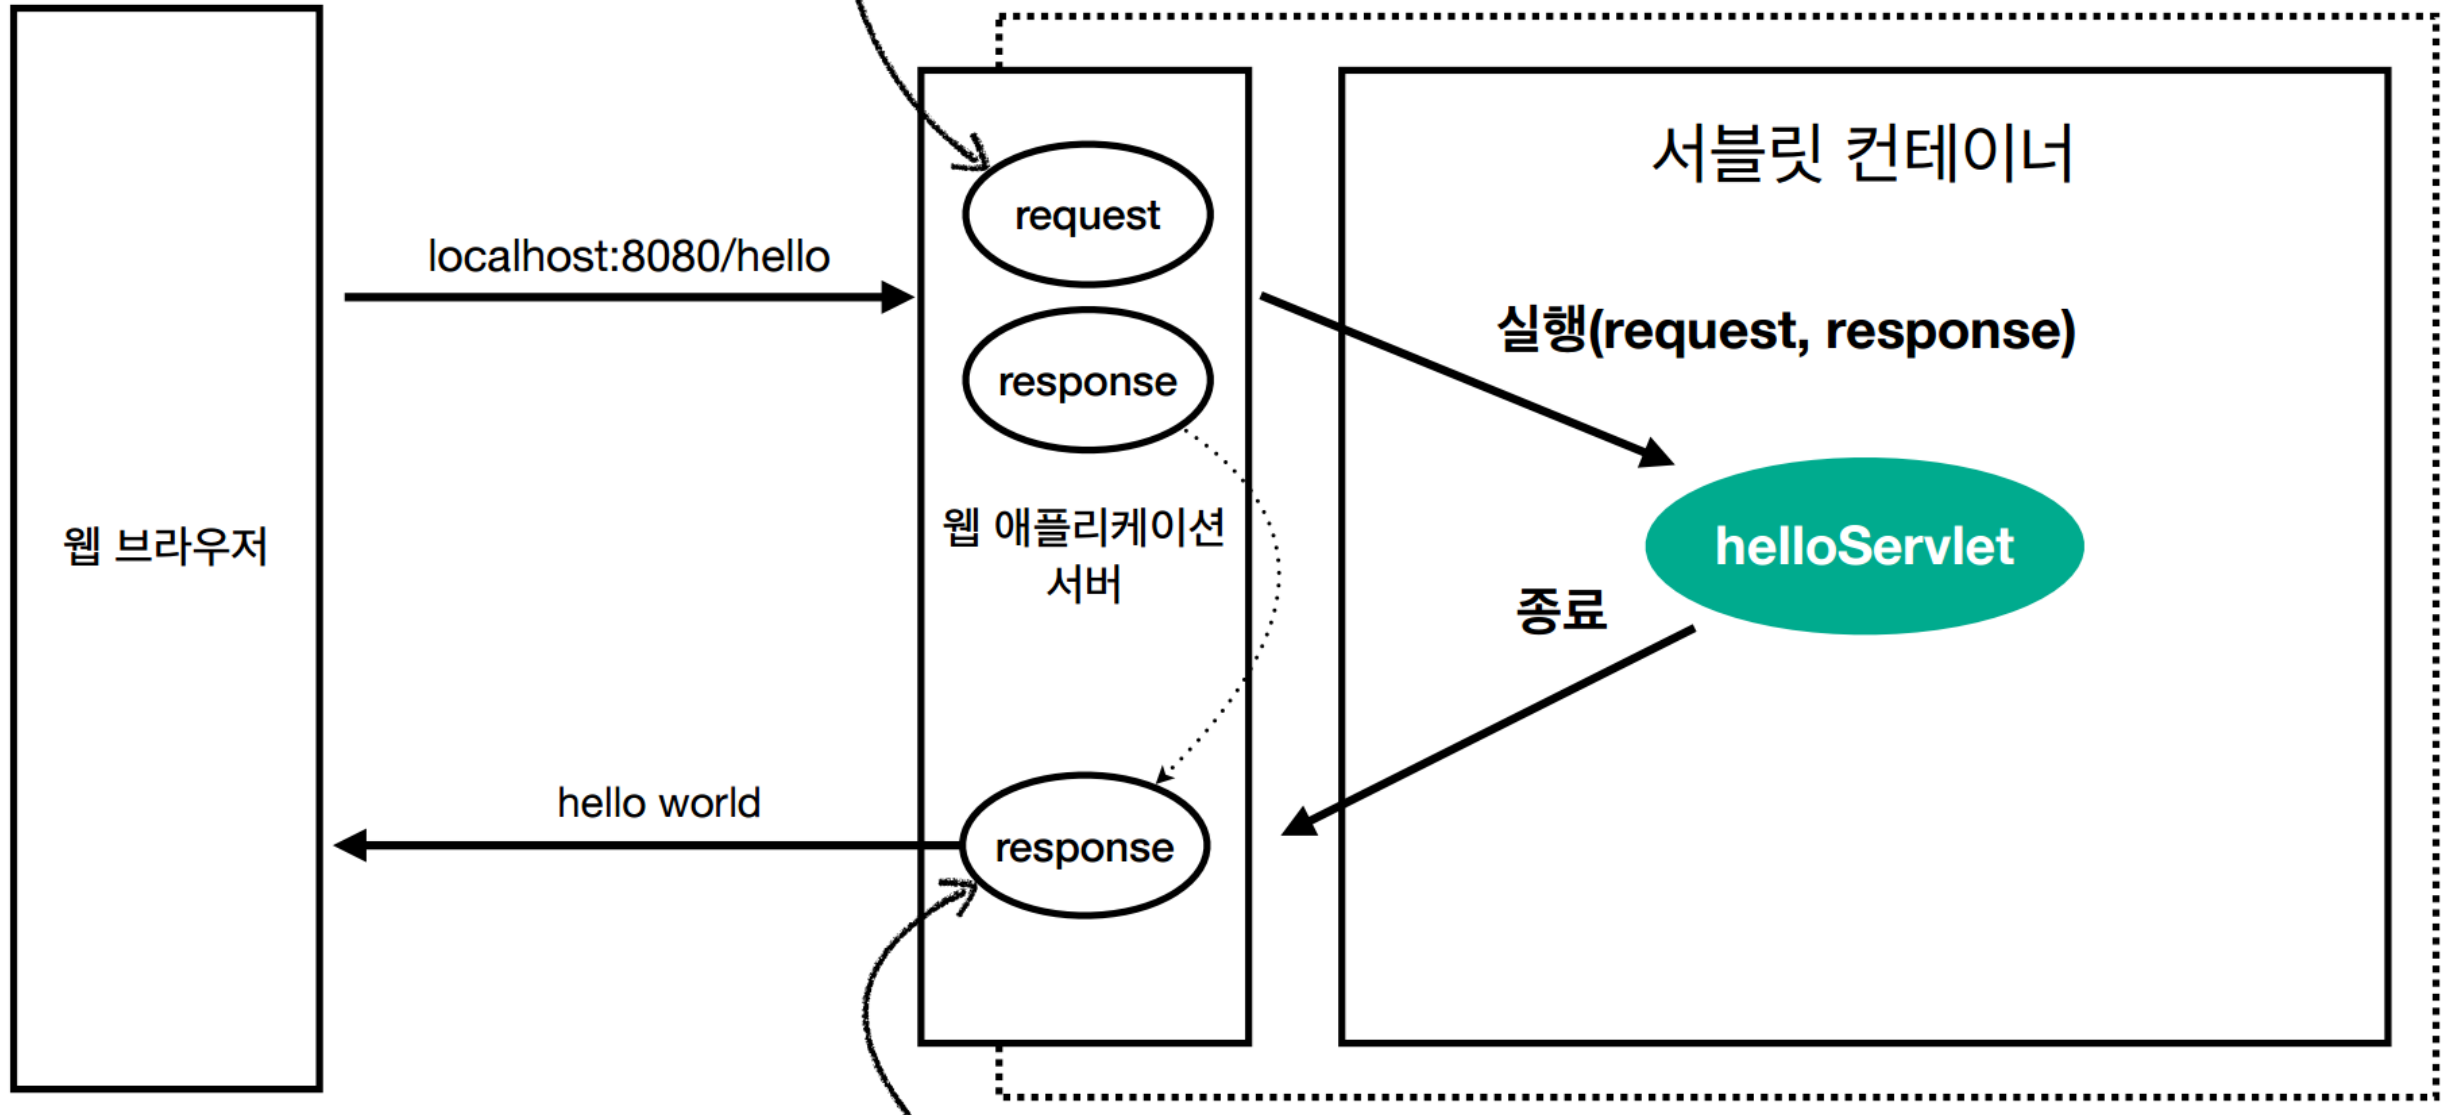 웹 브라우저
localhost:8080/hello
hello world
request
response
웹 애플리케이션
서버
response
서블릿 컨테이너
실행(request, response)
helloServlet
종료